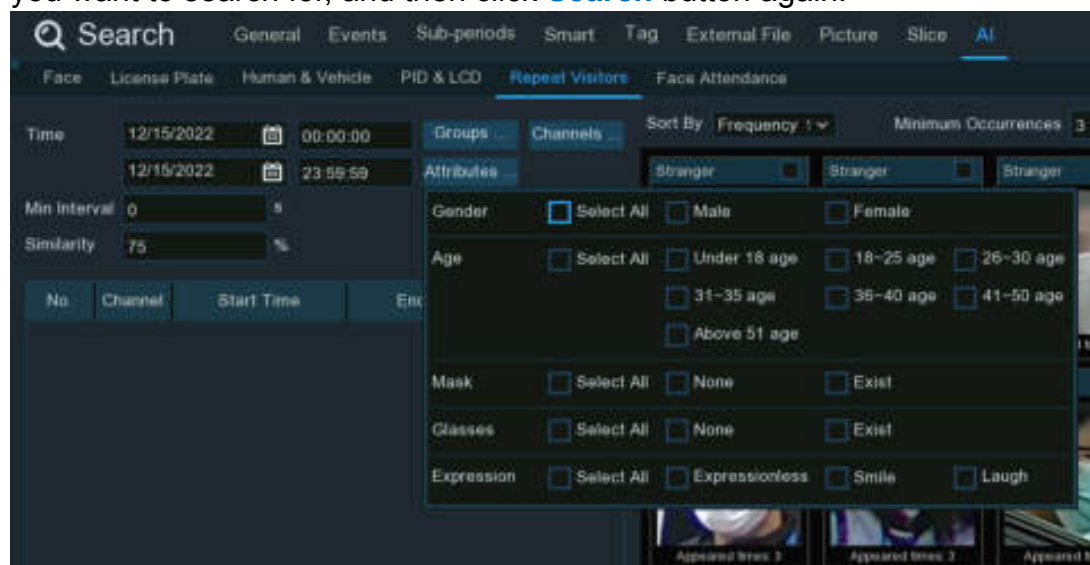 you want to search for, and then click Search button again.
Search General Events Sub-periods Smart Tag External File Picture Slice AI
Face License Plate Human & Vehicle PID & LCD Repeat Visitors Face Attendance
Time 12/15/2022 00:00:00 Groups ... Channels ... Sort By Frequency Minimum Occurrences 3
12/15/2022 23:59:59 Attributes ... Stranger Stranger Stranger
Min Interval 0 s Gender Select All Male Female
Similarity 75 % Age Select All Under 18 age 18~25 age 26~30 age
No. Channel Start Time 31~35 age 36~40 age 41~50 age
Above 51 age
Mask Select All None Exist
Glasses Select All None Exist
Expression Select All Expressionless Smile Laugh
Appeared times: 3 Appeared times: 3 Appeared